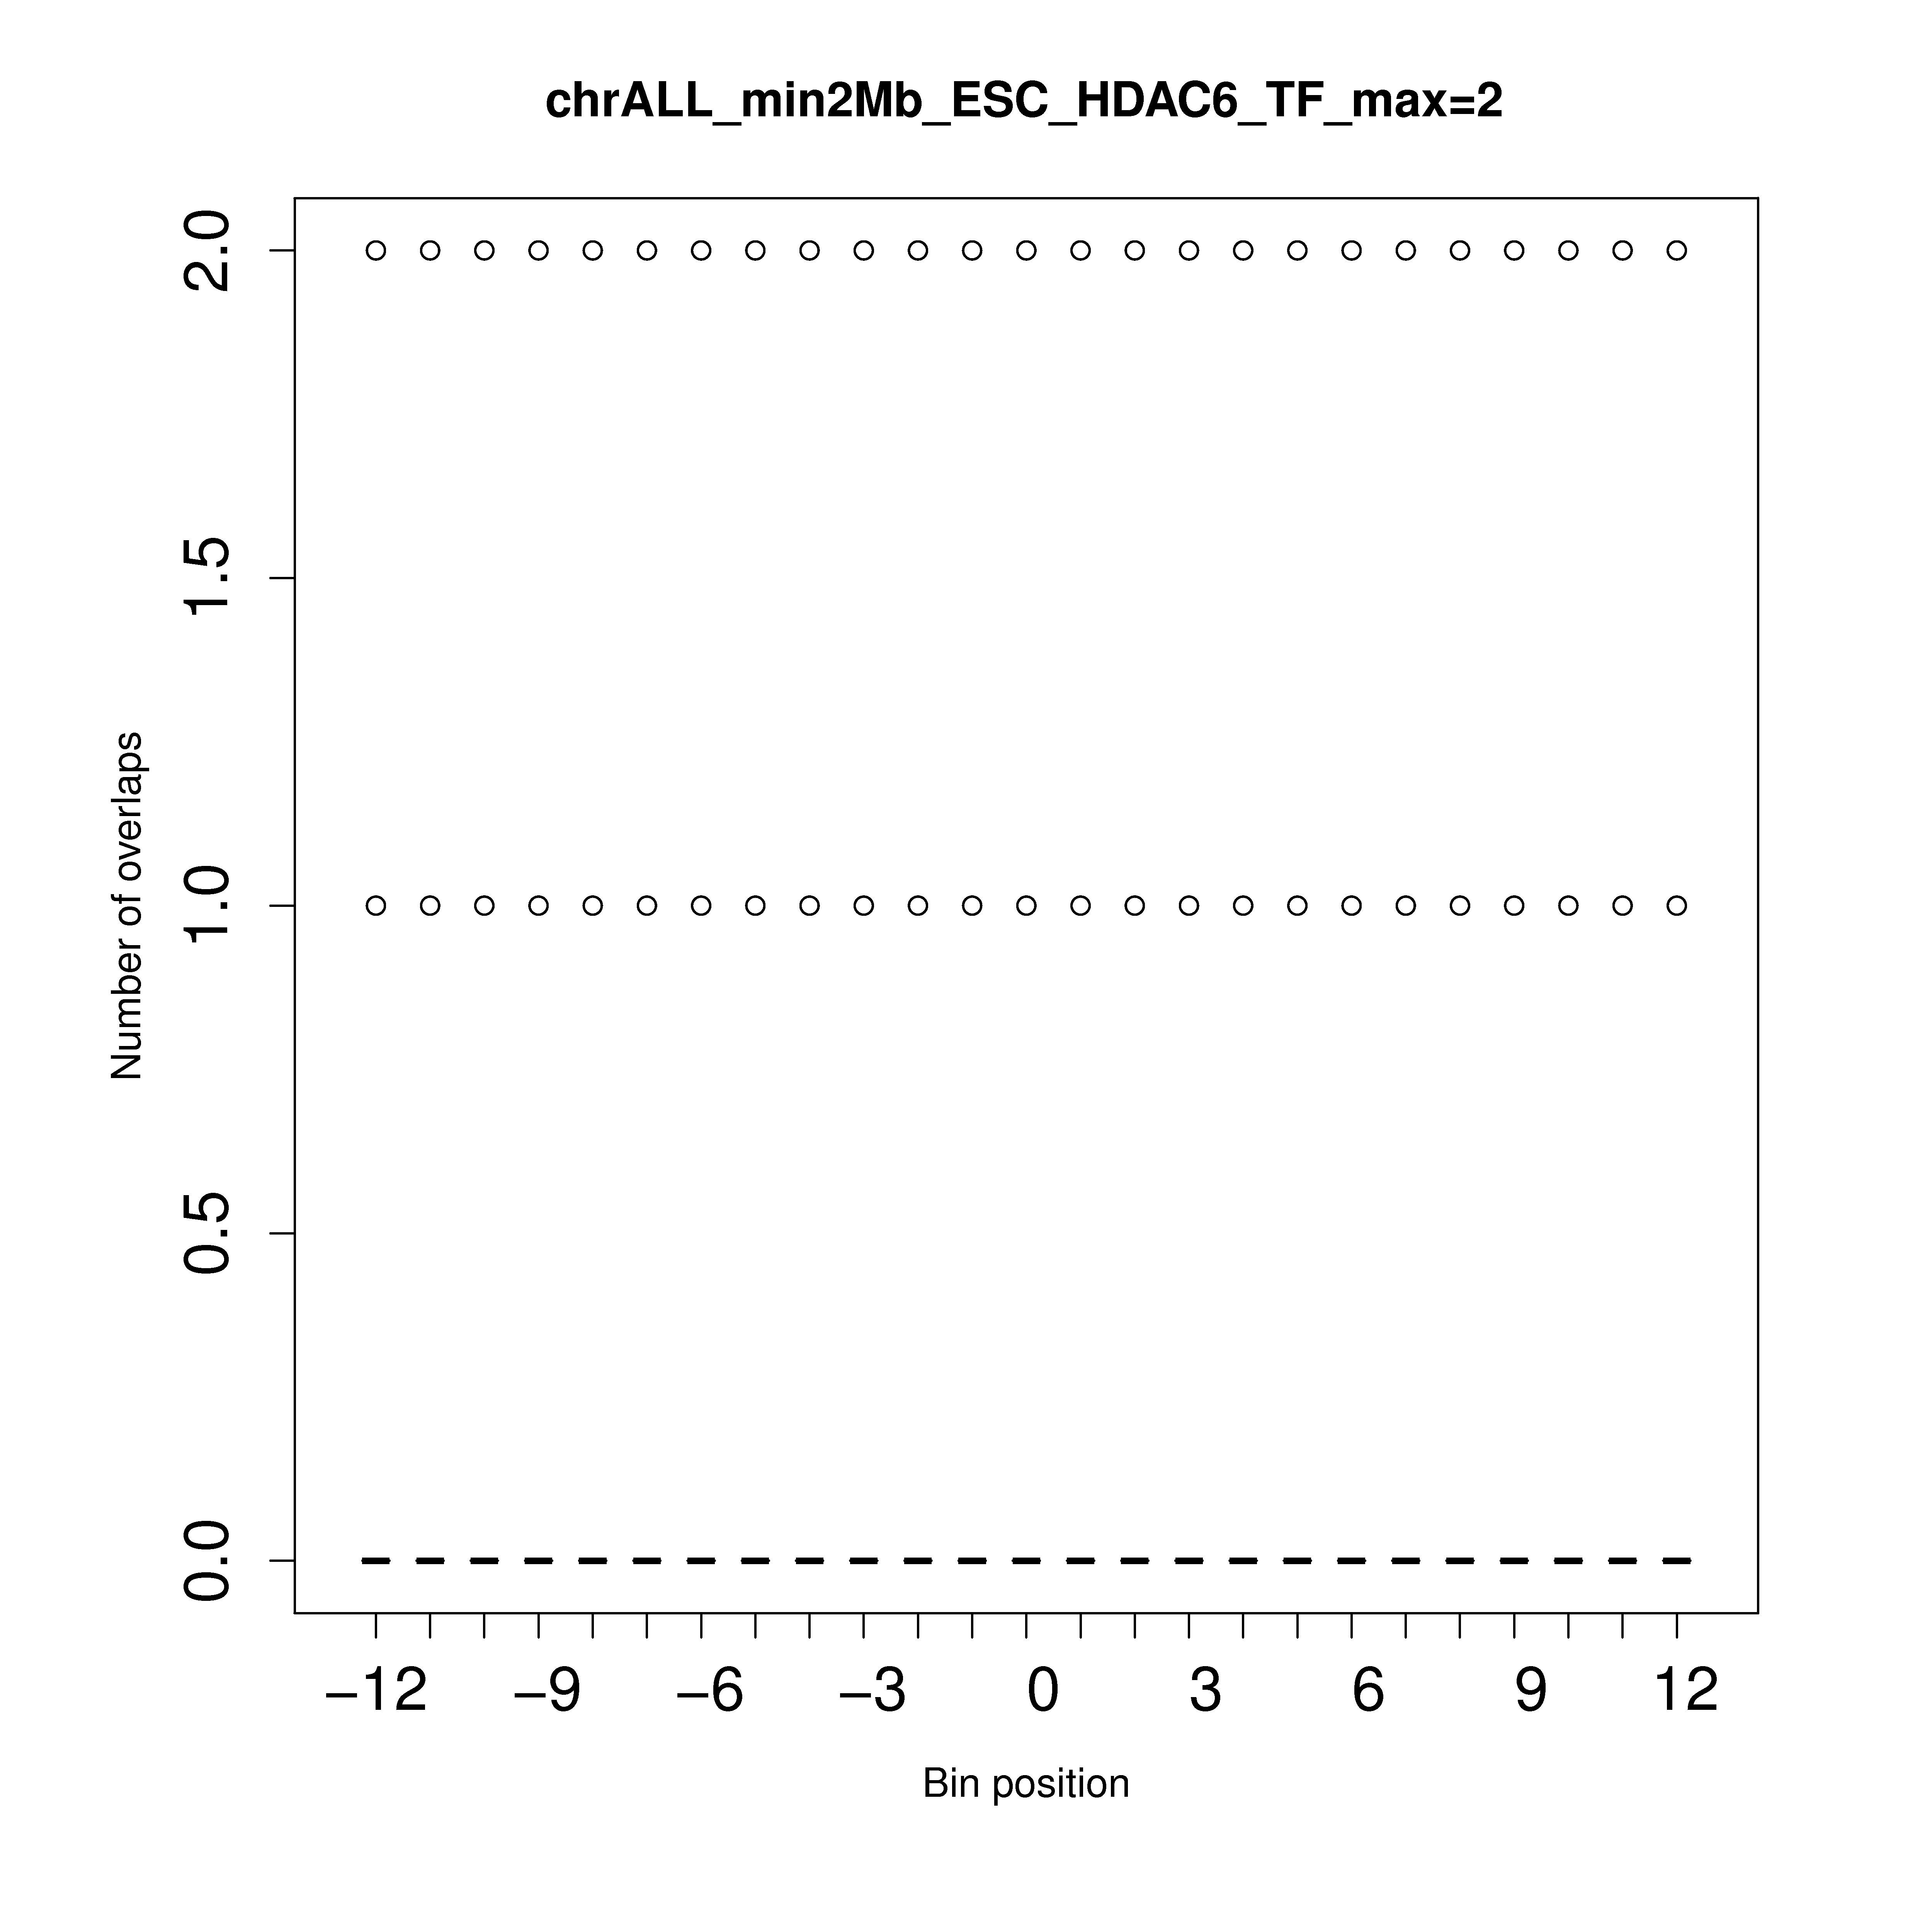 chrALL_min2Mb_ESC_HDAC6_TF_max=2
Number of overlaps
2.0
1.5
1.0
0.5
0.0
−12 −9 −6 −3 0 3 6 9 12
Bin position